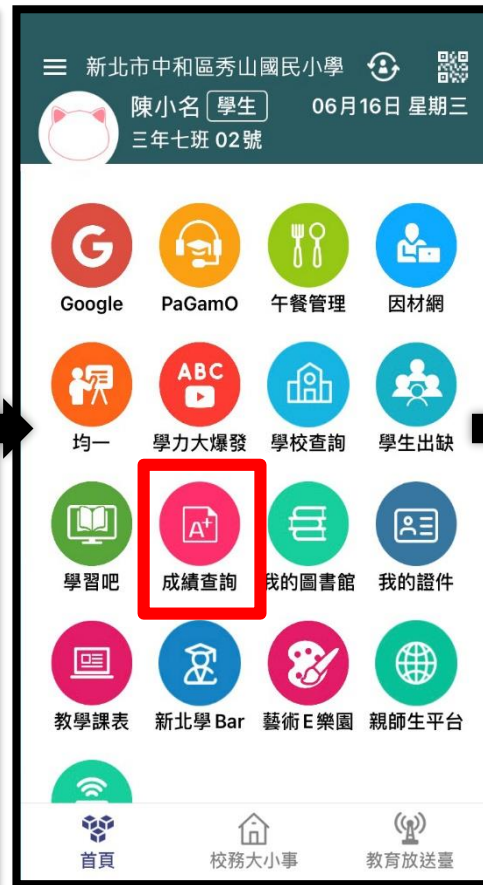 新北市中和區秀山國民小學
陳小名 學生 06月16日 星期三
三年七班 02號
G
Google PaGamO 午餐管理 因材網
ABC
均一 學力大爆發 學校查詢 學生出缺
A+
學習吧 成績查詢 我的圖書館 我的證件
教學課表 新北學 Bar 藝術E樂園 親師生平台
首頁 校務大小事 教育放送臺